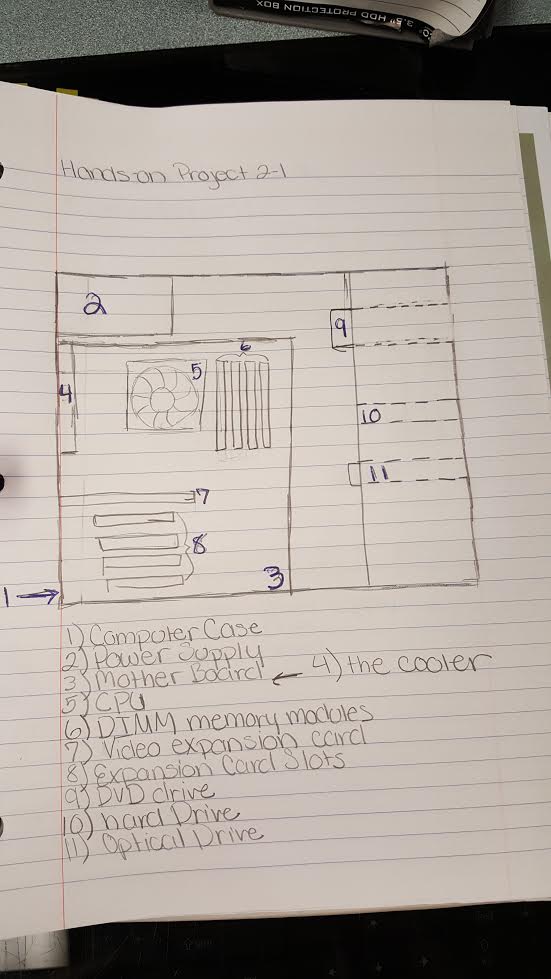 3.5" HDD PROTECTION BOX
Hands-on Project 2-1
2
9
6
5
4
10
11
7
8
3
1
1) Computer Case
2) Power Supply
3) Mother Board ← 4) the cooler
5) CPU
6) DIMM memory modules
7) Video expansion card
8) Expansion Card Slots
9) DVD drive
10) hard Drive
11) Optical Drive